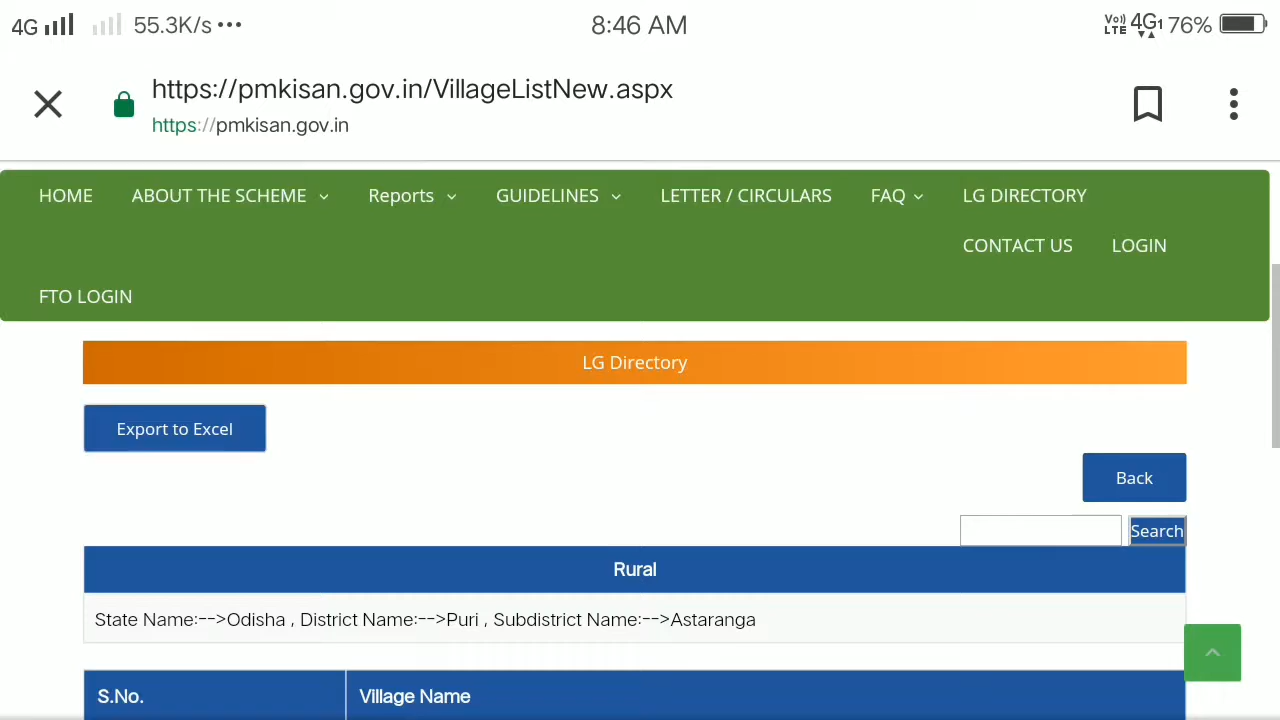 4G 55.3K/s ••• 8:46 AM Vo)) LTE 4G1 76%
https://pmkisan.gov.in/VillageListNew.aspx
https://pmkisan.gov.in
HOME ABOUT THE SCHEME Reports GUIDELINES LETTER / CIRCULARS FAQ LG DIRECTORY
CONTACT US LOGIN
FTO LOGIN
LG Directory
Export to Excel
Back
Search
Rural
State Name:-->Odisha , District Name:-->Puri , Subdistrict Name:-->Astaranga
S.No. Village Name